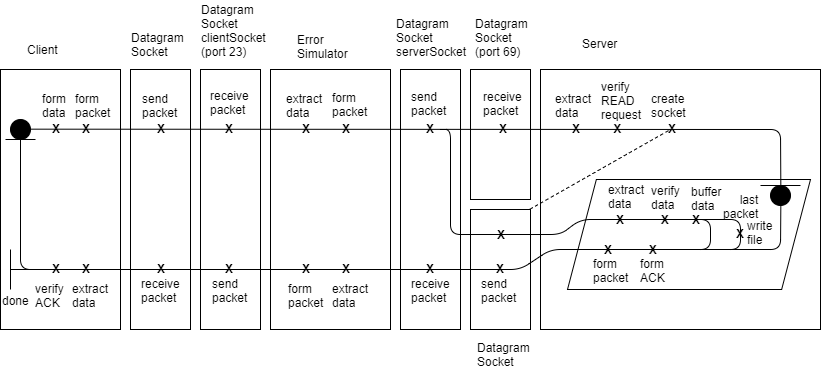 Client
Datagram
Socket
Datagram
Socket
clientSocket
(port 23)
Error
Simulator
Datagram
Socket
serverSocket
Datagram
Socket
(port 69)
Server
form
data
form
packet
send
packet
receive
packet
extract
data
form
packet
send
packet
receive
packet
extract
data
verify
READ
request
create
socket
X X X X X X X X X X X
extract
data
verify
data
buffer
data
last
packet
write
file
X X X X
X
X X
form
packet
form
ACK
X X X X X X X X
done
verify
ACK
extract
data
receive
packet
send
packet
form
packet
extract
data
receive
packet
send
packet
Datagram
Socket